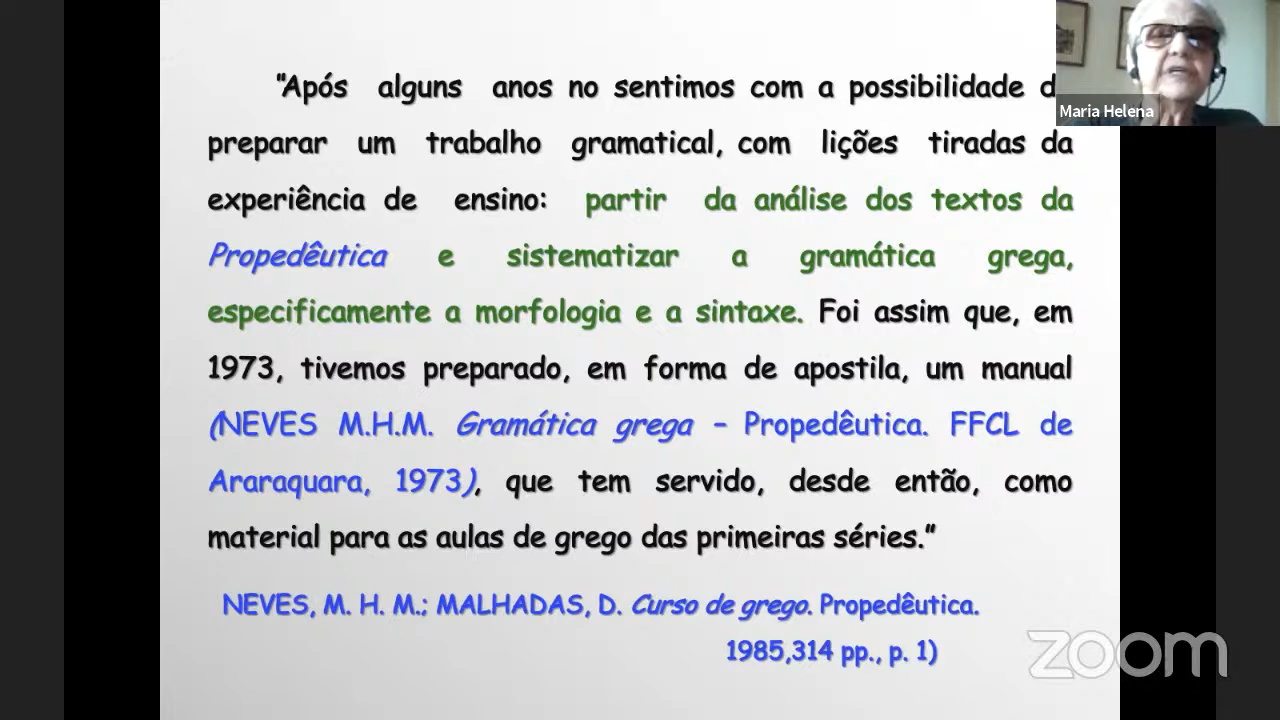 "Após alguns anos no sentimos com a possibilidade d
preparar um trabalho gramatical, com lições tiradas da
experiência de ensino: partir da análise dos textos da
Propedêutica e sistematizar a gramática grega,
especificamente a morfologia e a sintaxe. Foi assim que, em
1973, tivemos preparado, em forma de apostila, um manual
(NEVES M.H.M. Gramática grega – Propedêutica. FFCL de
Araraquara, 1973), que tem servido, desde então, como
material para as aulas de grego das primeiras séries."
NEVES, M. H. M.; MALHADAS, D. Curso de grego. Propedêutica.
1985,314 pp., p. 1)
Maria Helena
zoom